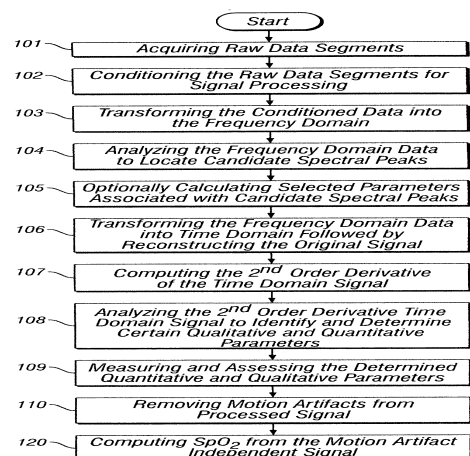 Start
101
Acquiring Raw Data Segments
102
Conditioning the Raw Data Segments for
Signal Processing
103
Transforming the Conditioned Data into
the Frequency Domain
104
Analyzing the Frequency Domain Data
to Locate Candidate Spectral Peaks
105
Optionally Calculating Selected Parameters
Associated with Candidate Spectral Peaks
106
Transforming the Frequency Domain Data
into Time Domain Followed by
Reconstructing the Original Signal
107
Computing the 2nd Order Derivative
of the Time Domain Signal
108
Analyzing the 2nd Order Derivative Time
Domain Signal to Identify and Determine
Certain Qualitative and Quantitative
Parameters
109
Measuring and Assessing the Determined
Quantitative and Qualitative Parameters
110
Removing Motion Artifacts from
Processed Signal
120
Computing SpO2 from the Motion Artifact
Independent Signal